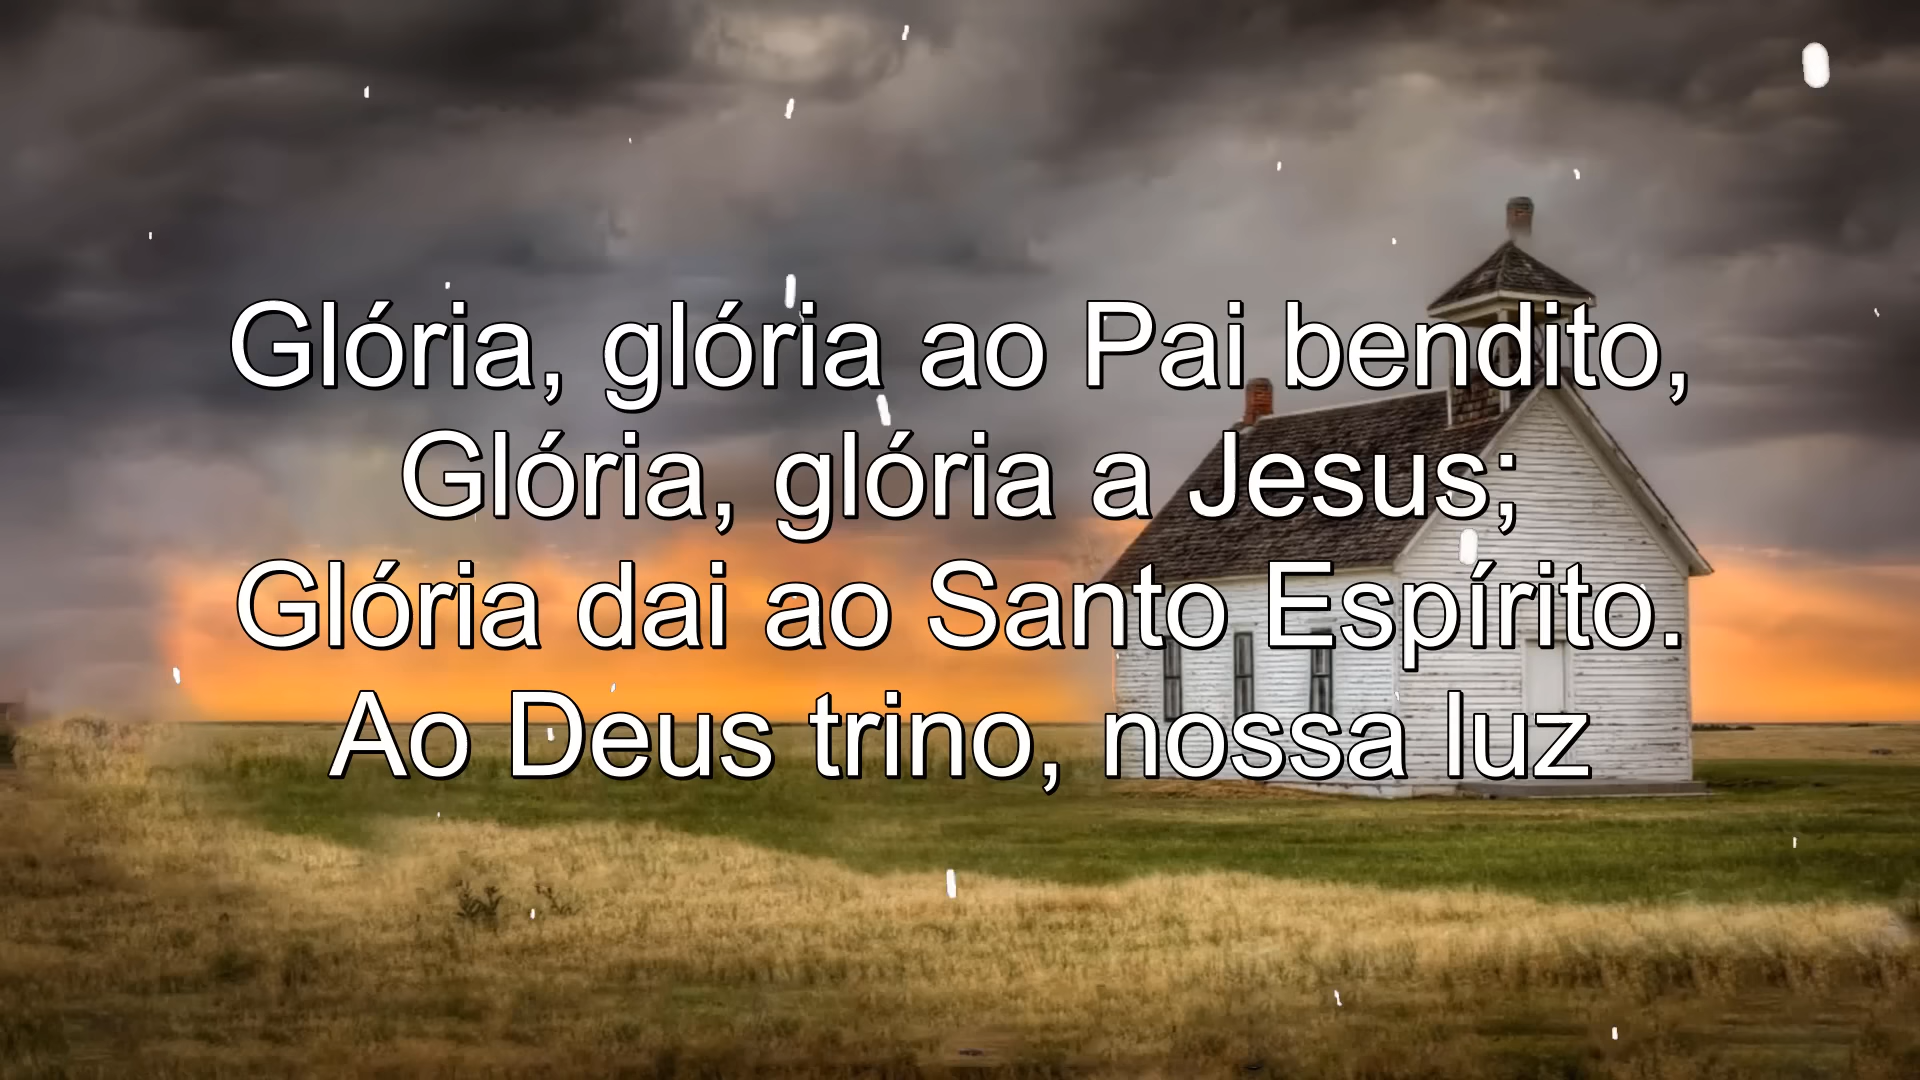 Glória, glória ao Pai bendito,
Glória, glória a Jesus;
Glória dai ao Santo Espírito.
Ao Deus trino, nossa luz